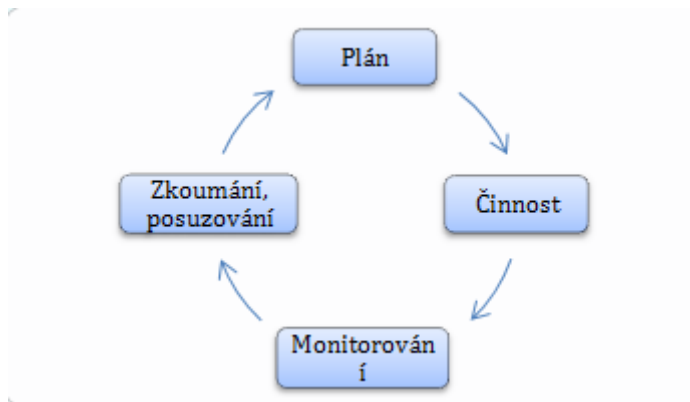 Plán
Činnost
Monitorován
í
Zkoumání,
posuzování